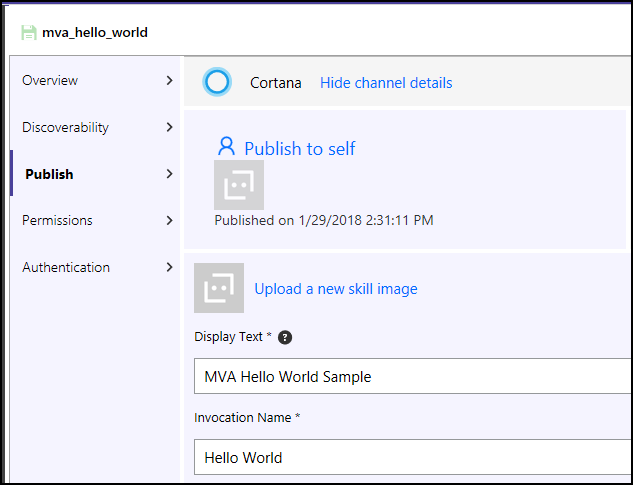 mva_hello_world
Overview
Discoverability
Publish
Permissions
Authentication
Cortana Hide channel details
Publish to self
Published on 1/29/2018 2:31:11 PM
Upload a new skill image
Display Text * ?
MVA Hello World Sample
Invocation Name *
Hello World